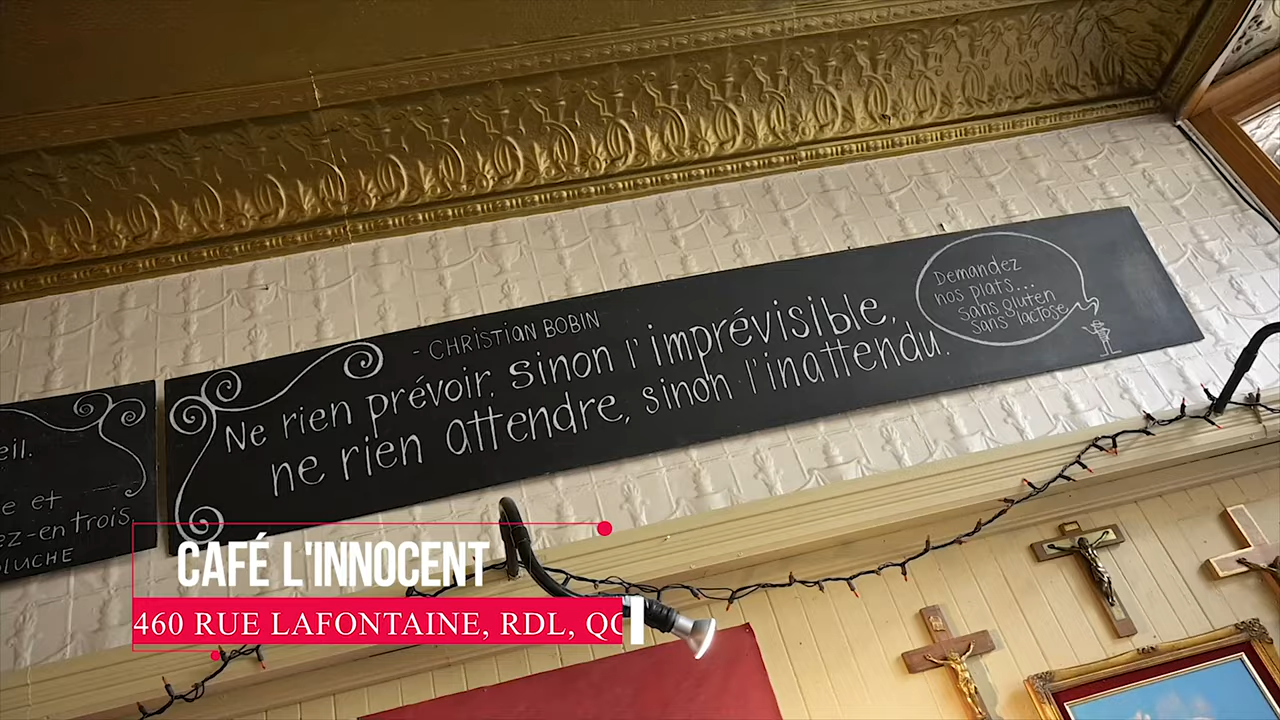 - CHRISTIAN BOBIN
Ne rien prévoir, sinon l'imprévisible,
ne rien attendre, sinon l'inattendu.
Demandez
nos plats...
sans gluten
sans lactose
eil.
e et
ez-en trois.
OLUCHE
CAFÉ L'INNOCENT
460 RUE LAFONTAINE, RDL, QC